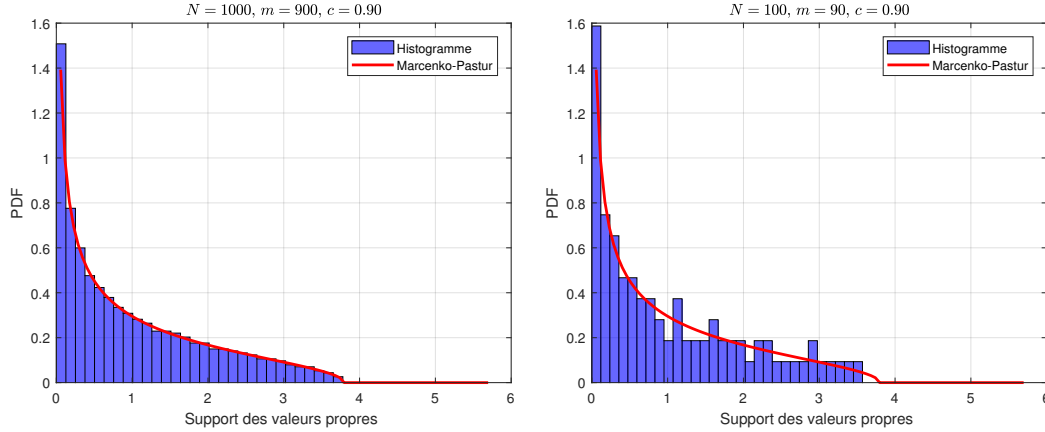 N = 1000, m = 900, c = 0.90
1.6
1.4
1.2
1
0.8
0.6
0.4
0.2
0
PDF
Histogramme
Marcenko-Pastur
0 1 2 3 4 5 6
Support des valeurs propres
N = 100, m = 90, c = 0.90
1.6
1.4
1.2
1
0.8
0.6
0.4
0.2
0
PDF
Histogramme
Marcenko-Pastur
0 1 2 3 4 5 6
Support des valeurs propres